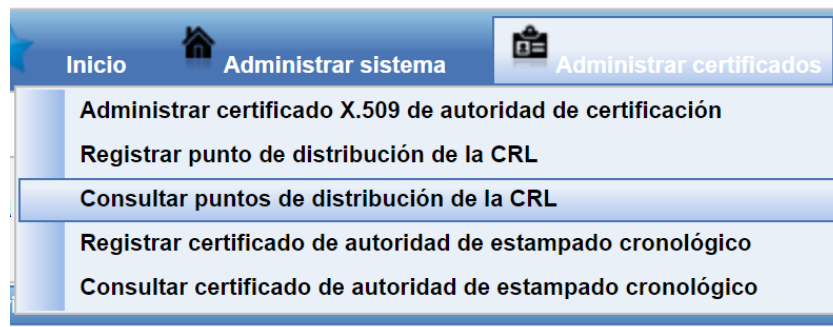 Inicio Administrar sistema Administrar certificados
Administrar certificado X.509 de autoridad de certificación
Registrar punto de distribución de la CRL
Consultar puntos de distribución de la CRL
Registrar certificado de autoridad de estampado cronológico
Consultar certificado de autoridad de estampado cronológico